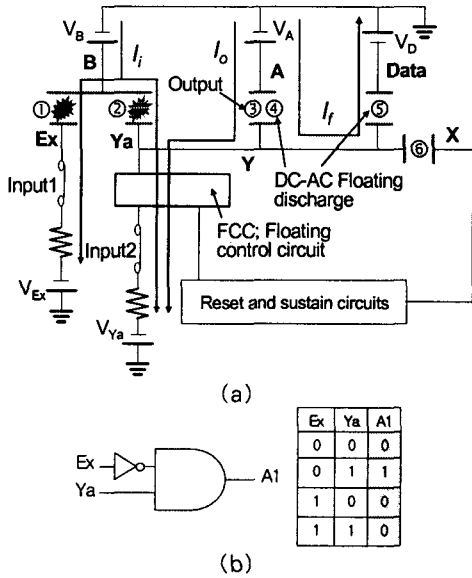 V_B
V_A
V_D
B
I_i
I_o
I_f
A
Data
Output
① ② ③ ④ ⑤
Ex
Ya
Y
⑥
X
Input1
DC-AC Floating
discharge
FCC; Floating
control circuit
Input2
V_Ex
V_Ya
Reset and sustain circuits
(a)
Ex
Ya
A1
Ex Ya A1
0 0 0
0 1 1
1 0 0
1 1 0
(b)